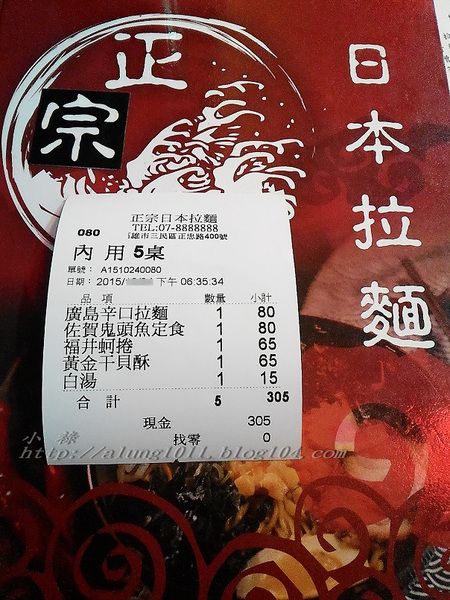 正
宗
日本拉麵
正宗日本拉麵
TEL:07-8888888
高雄市三民區正忠路400號
080
內用 5桌
單號: A1510240080
日期: 2015/ 下午 06:35:34
品 項 數量 小計
廣島辛口拉麵 1 80
佐賀鬼頭魚定食 1 80
福井蚵捲 1 65
黃金干貝酥 1 65
白湯 1 15
合 計 5 305
現金 305
找零 0
小綠
http://alung1011.blog104.com